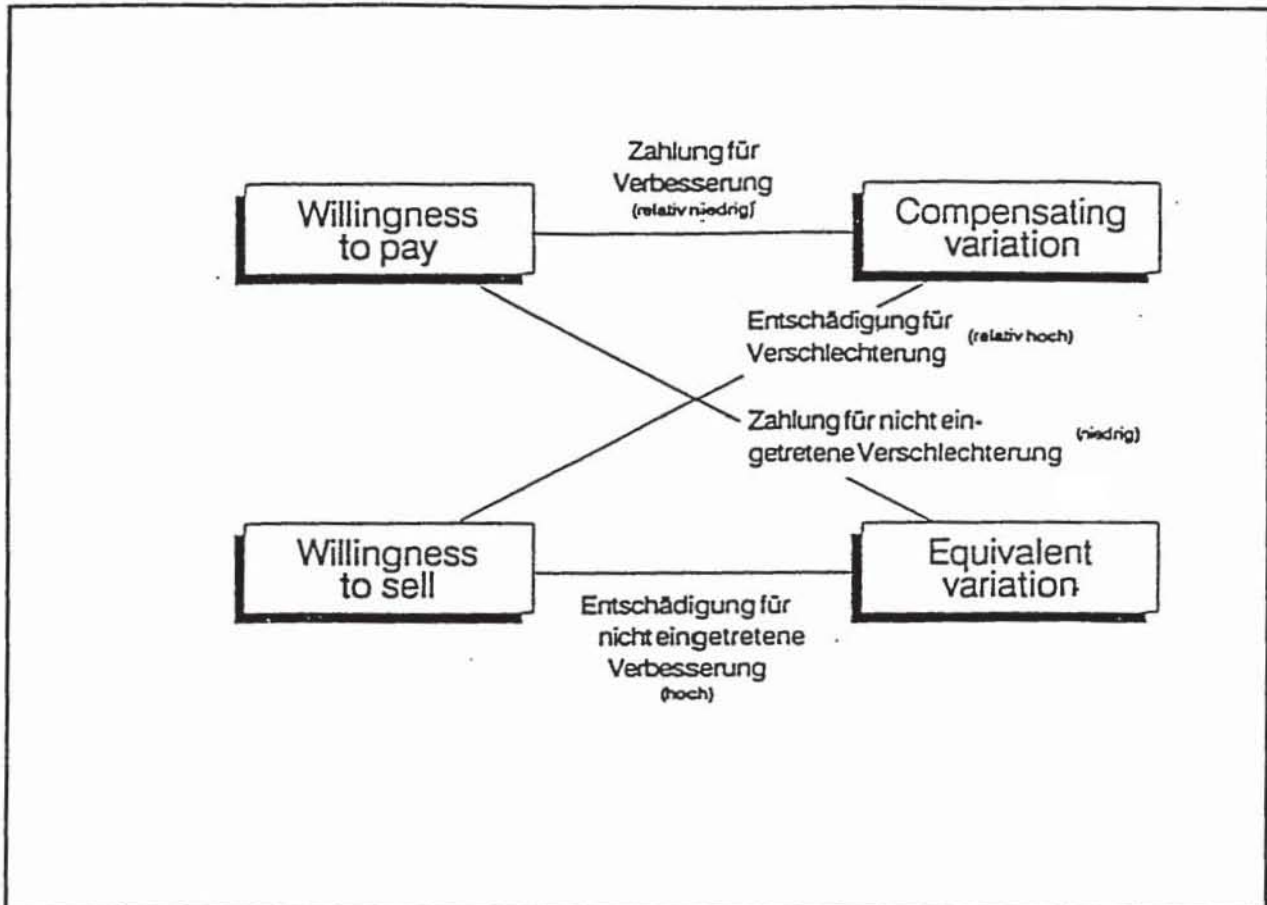 Zahlung für
Verbesserung
(relativ niedrig)
Willingness
to pay
Compensating
variation
Entschädigung für
Verschlechterung
(relativ hoch)
Zahlung für nicht ein-
getretene Verschlechterung
(niedrig)
Willingness
to sell
Equivalent
variation
Entschädigung für
nicht eingetretene
Verbesserung
(hoch)